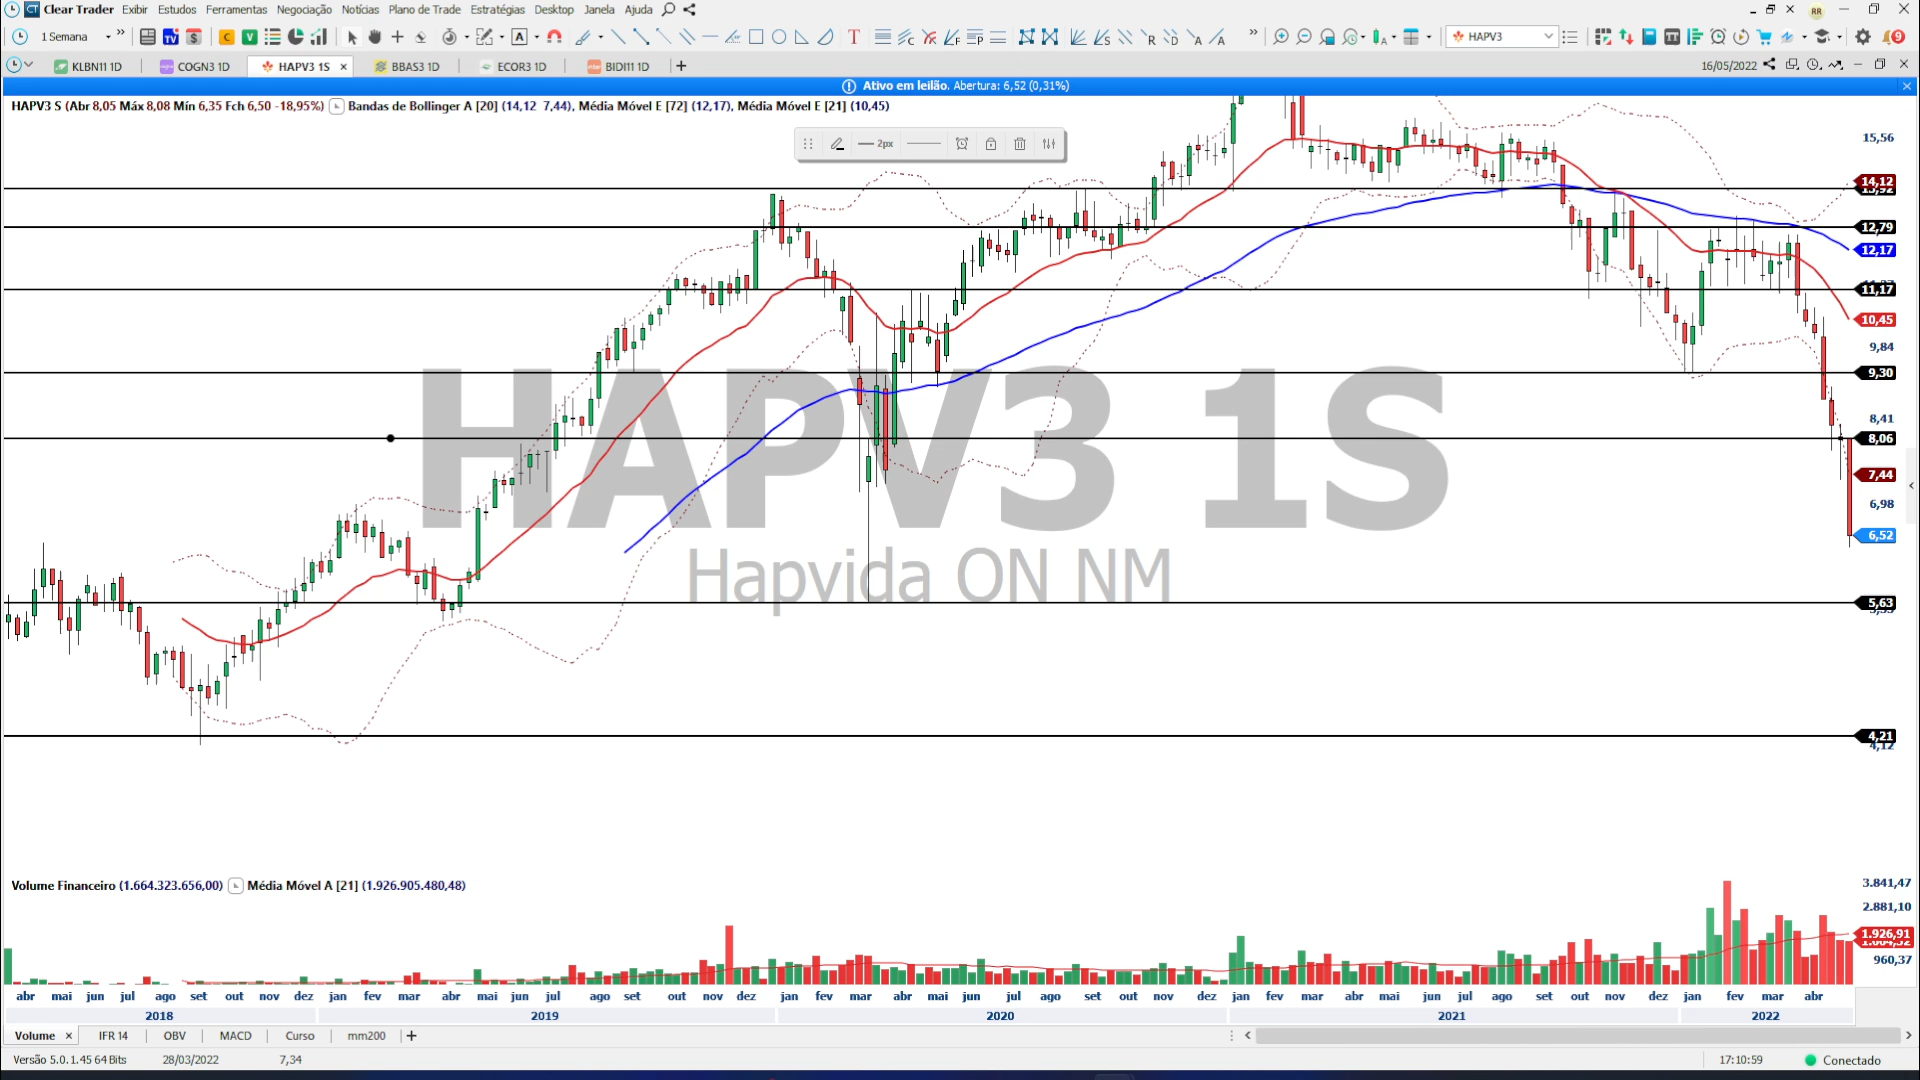 Clear Trader Exibir Estudos Ferramentas Negociação Notícias Plano de Trade Estratégias Desktop Janela Ajuda
RR
1 Semana
HAPV3
9
KLBN11 1D
COGN3 1D
HAPV3 1S
BBAS3 1D
ECOR3 1D
BIDI11 1D
16/05/2022
Ativo em leilão. Abertura: 6,52 (0,31%)
HAPV3 S (Abr 8,05 Máx 8,08 Mín 6,35 Fch 6,50 -18,95%) Bandas de Bollinger A [20] (14,12 7,44), Média Móvel E [72] (12,17), Média Móvel E [21] (10,45)
2px
15,56
14,12
12,79
12,17
11,17
10,45
9,84
9,30
8,41
8,06
7,44
6,98
6,52
5,63
4,21
4,12
HAPV3 1S
Hapvida ON NM
Volume Financeiro (1.664.323.656,00) Média Móvel A [21] (1.926.905.480,48)
3.841,47
2.881,10
1.926,91
960,37
abr mai jun jul ago set out nov dez jan fev mar abr mai jun jul ago set out nov dez jan fev mar abr mai jun jul ago set out nov dez jan fev mar abr mai jun jul ago set out nov dez jan fev mar abr
2018 2019 2020 2021 2022
Volume IFR 14 OBV MACD Curso mm200
Versão 5.0.1.45 64 Bits 28/03/2022 7,34 17:10:59 Conectado